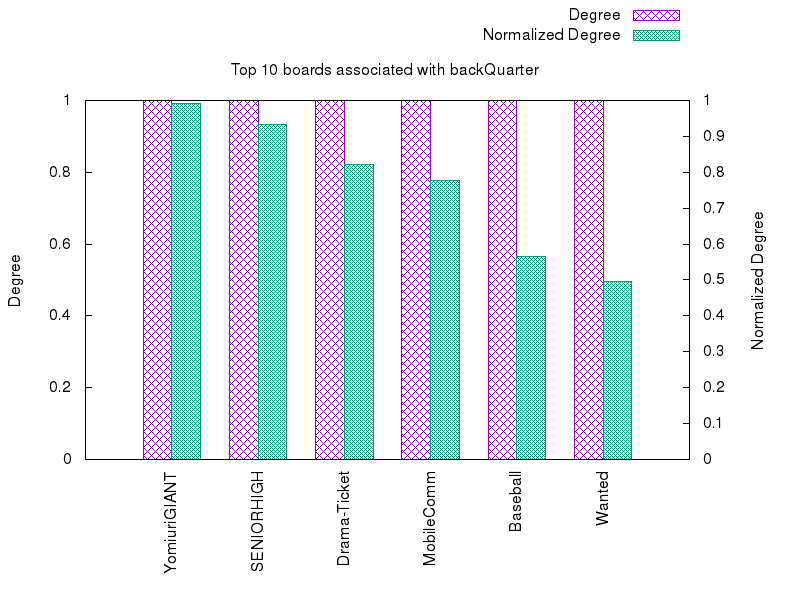 Degree
Normalized Degree
Top 10 boards associated with backQuarter
1
0.8
0.6
0.4
0.2
0
1
0.9
0.8
0.7
0.6
0.5
0.4
0.3
0.2
0.1
0
Degree
Normalized Degree
YomiuriGIANT
SENIORHIGH
Drama-Ticket
MobileComm
Baseball
Wanted